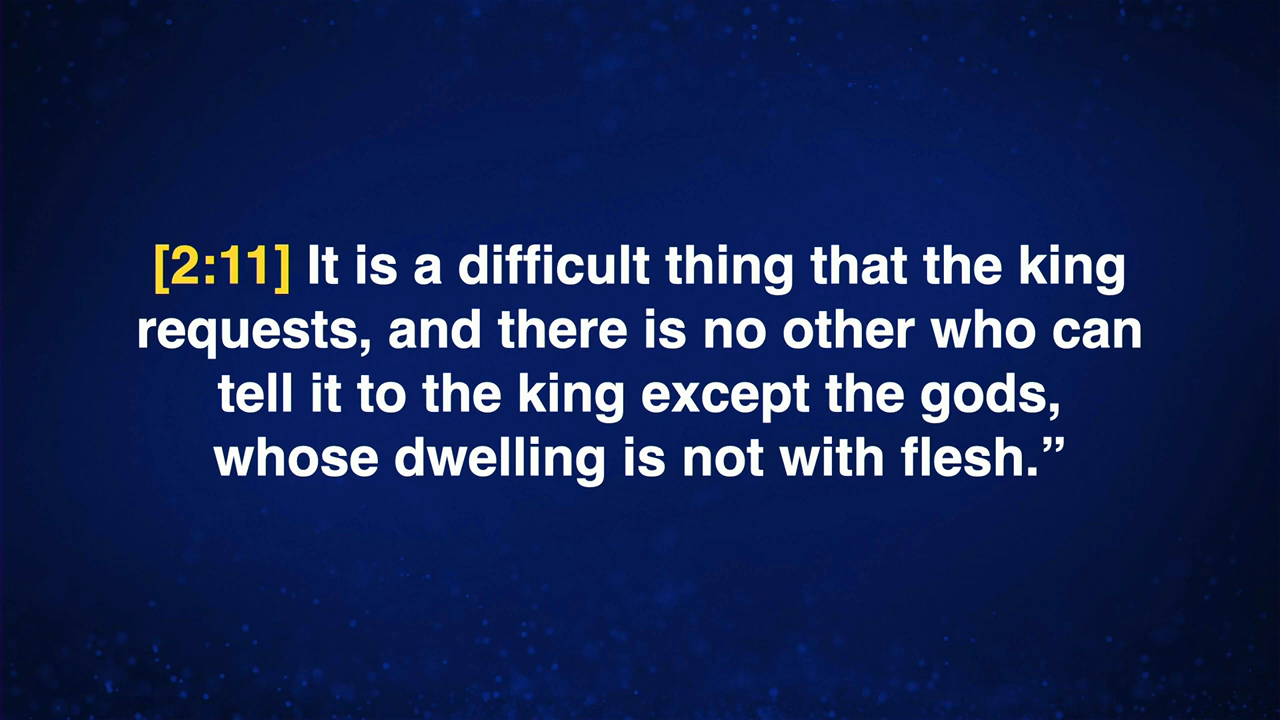 [2:11] It is a difficult thing that the king
requests, and there is no other who can
tell it to the king except the gods,
whose dwelling is not with flesh.”